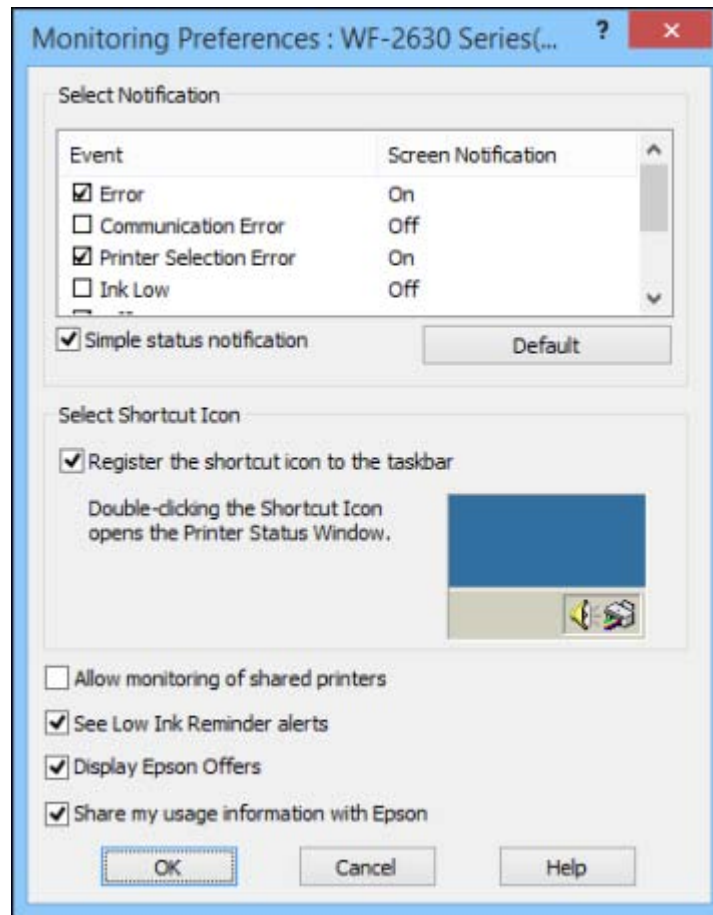 Monitoring Preferences : WF-2630 Series(...
?
Select Notification
Event Screen Notification
Error On
Communication Error Off
Printer Selection Error On
Ink Low Off
Simple status notification
Default
Select Shortcut Icon
Register the shortcut icon to the taskbar
Double-clicking the Shortcut Icon
opens the Printer Status Window.
Allow monitoring of shared printers
See Low Ink Reminder alerts
Display Epson Offers
Share my usage information with Epson
OK Cancel Help